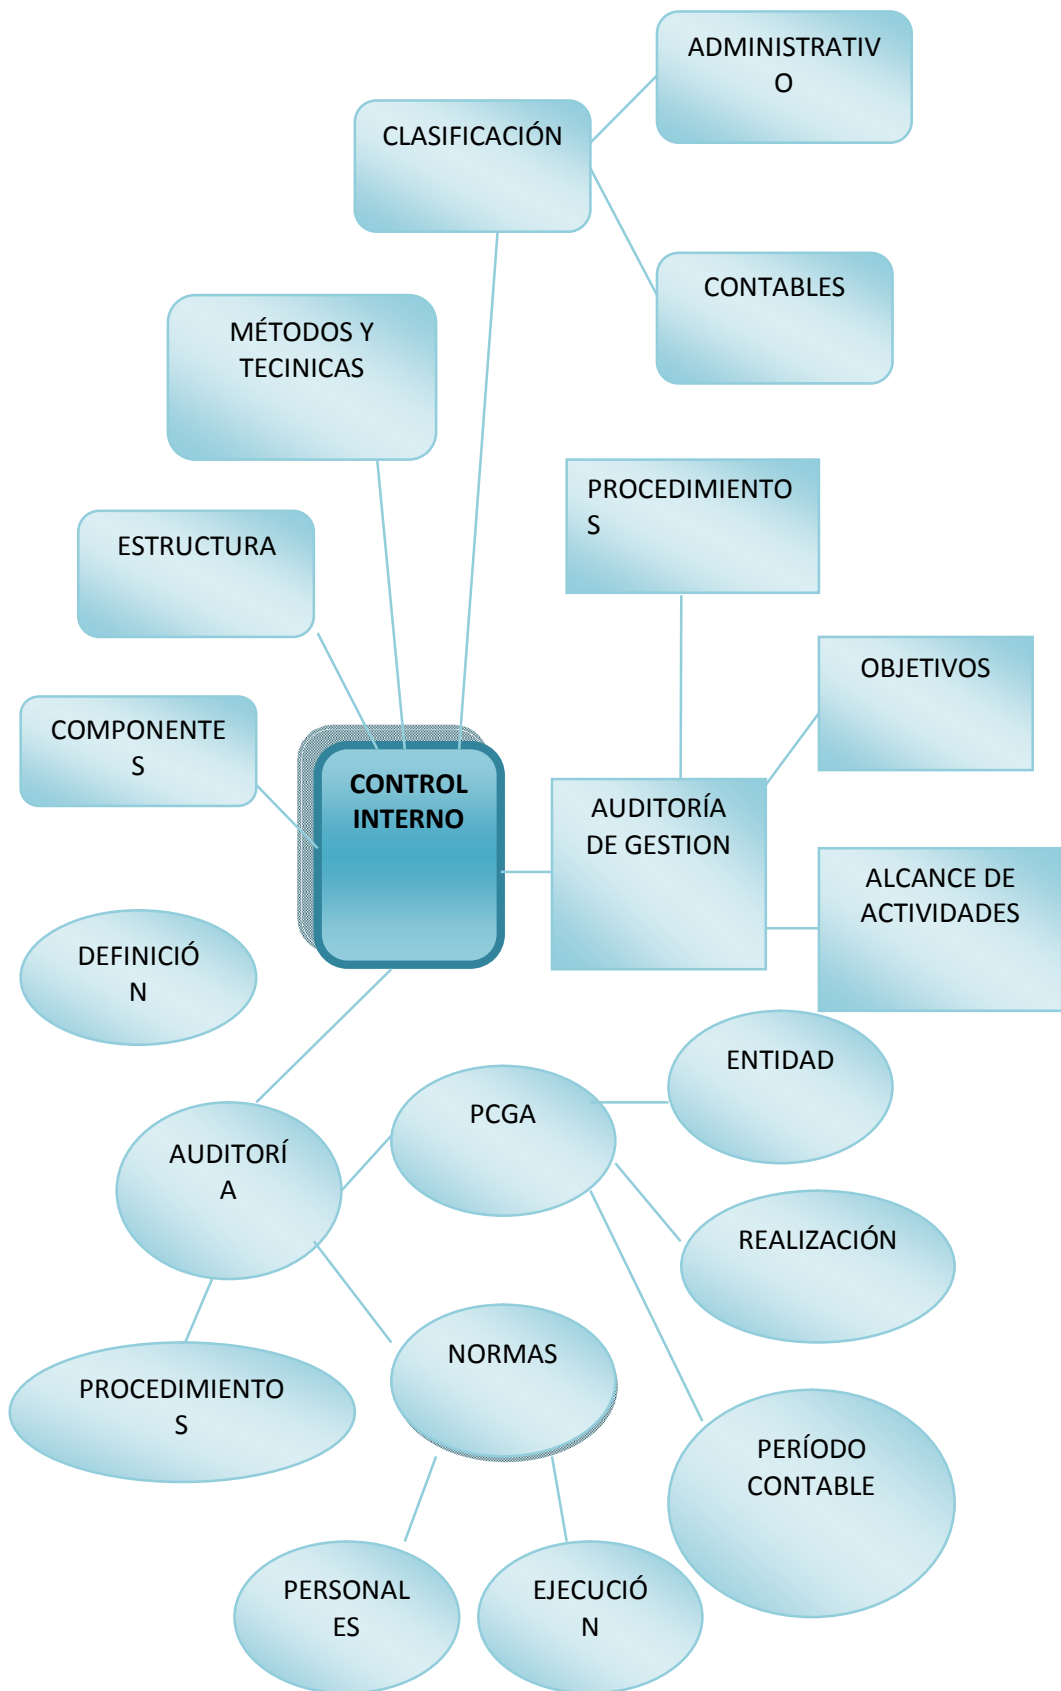 ADMINISTRATIV
O
CLASIFICACIÓN
CONTABLES
MÉTODOS Y
TECINICAS
PROCEDIMIENTO
S
ESTRUCTURA
OBJETIVOS
COMPONENTE
S
CONTROL
INTERNO
AUDITORÍA
DE GESTION
ALCANCE DE
ACTIVIDADES
DEFINICIÓ
N
ENTIDAD
PCGA
AUDITORÍ
A
REALIZACIÓN
NORMAS
PROCEDIMIENTO
S
PERÍODO
CONTABLE
PERSONAL
ES
EJECUCIÓ
N